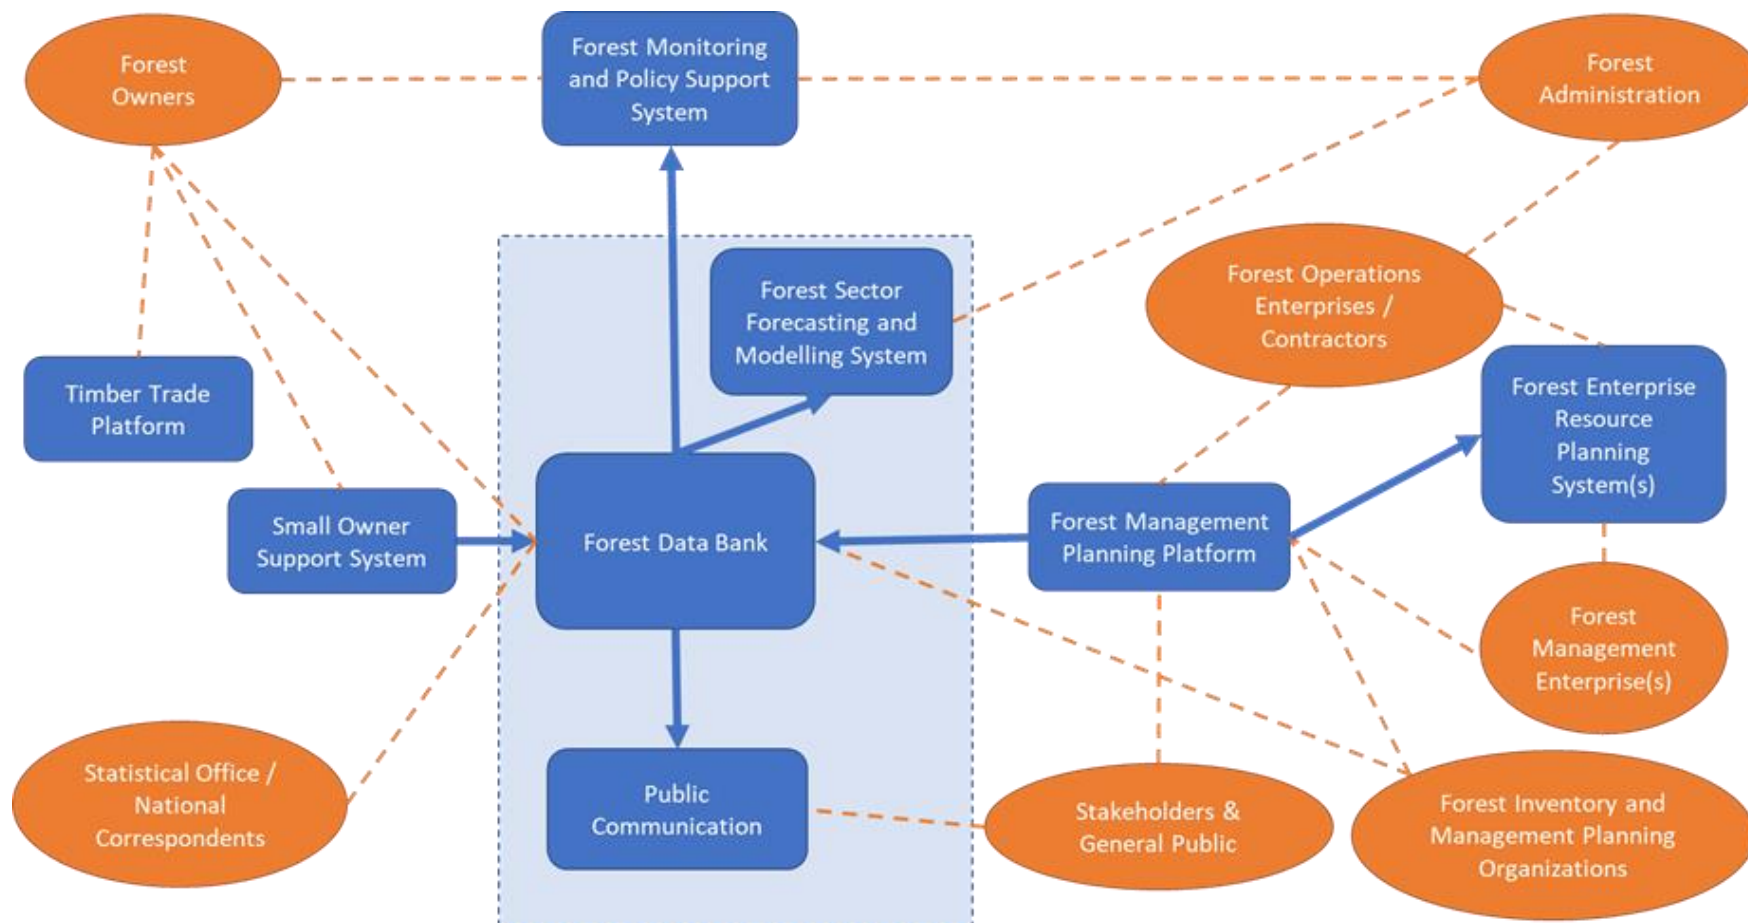 Forest
Owners
Forest Monitoring
and Policy Support
System
Forest
Administration
Forest Sector
Forecasting and
Modelling System
Forest Operations
Enterprises /
Contractors
Timber Trade
Platform
Forest Enterprise
Resource
Planning
System(s)
Small Owner
Support System
Forest Data Bank
Forest Management
Planning Platform
Forest
Management
Enterprise(s)
Statistical Office /
National
Correspondents
Public
Communication
Stakeholders &
General Public
Forest Inventory and
Management Planning
Organizations